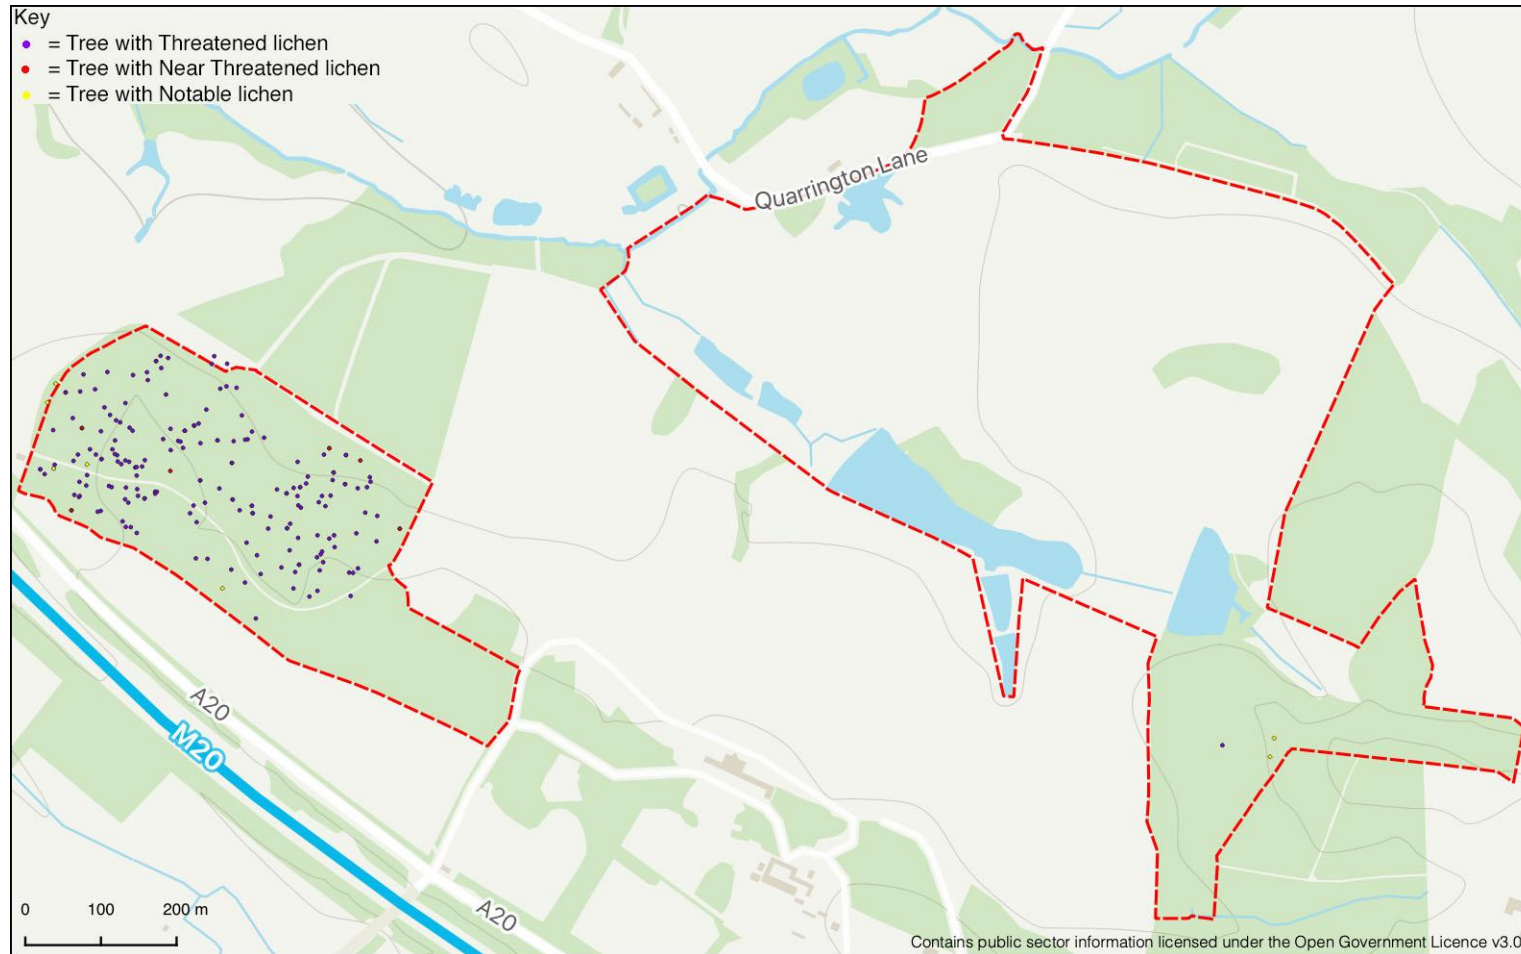 Key
= Tree with Threatened lichen
= Tree with Near Threatened lichen
= Tree with Notable lichen
Quarrington Lane
A20
M20
A20
0 100 200 m
Contains public sector information licensed under the Open Government Licence v3.0